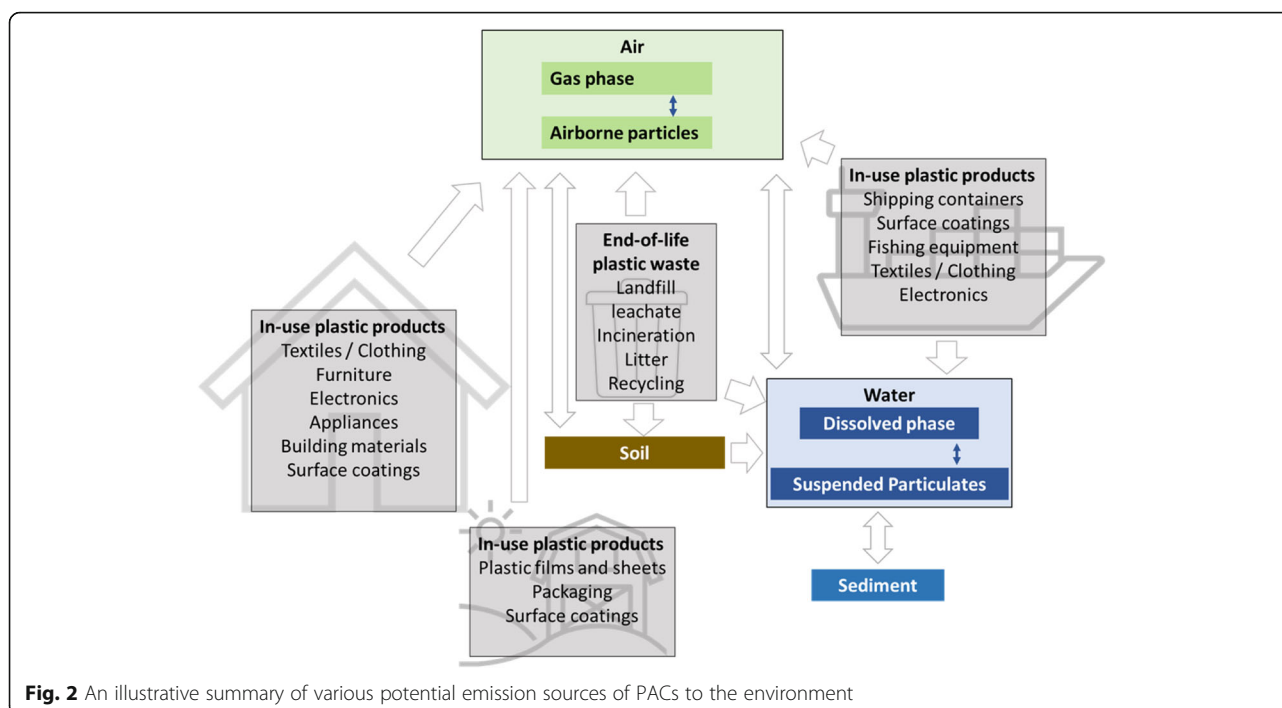 Air
Gas phase
Airborne particles
In-use plastic products
Shipping containers
Surface coatings
Fishing equipment
Textiles / Clothing
Electronics
End-of-life
plastic waste
Landfill
leachate
Incineration
Litter
Recycling
In-use plastic products
Textiles / Clothing
Furniture
Electronics
Appliances
Building materials
Surface coatings
Water
Dissolved phase
Suspended Particulates
Soil
In-use plastic products
Plastic films and sheets
Packaging
Surface coatings
Sediment
Fig. 2 An illustrative summary of various potential emission sources of PACs to the environment